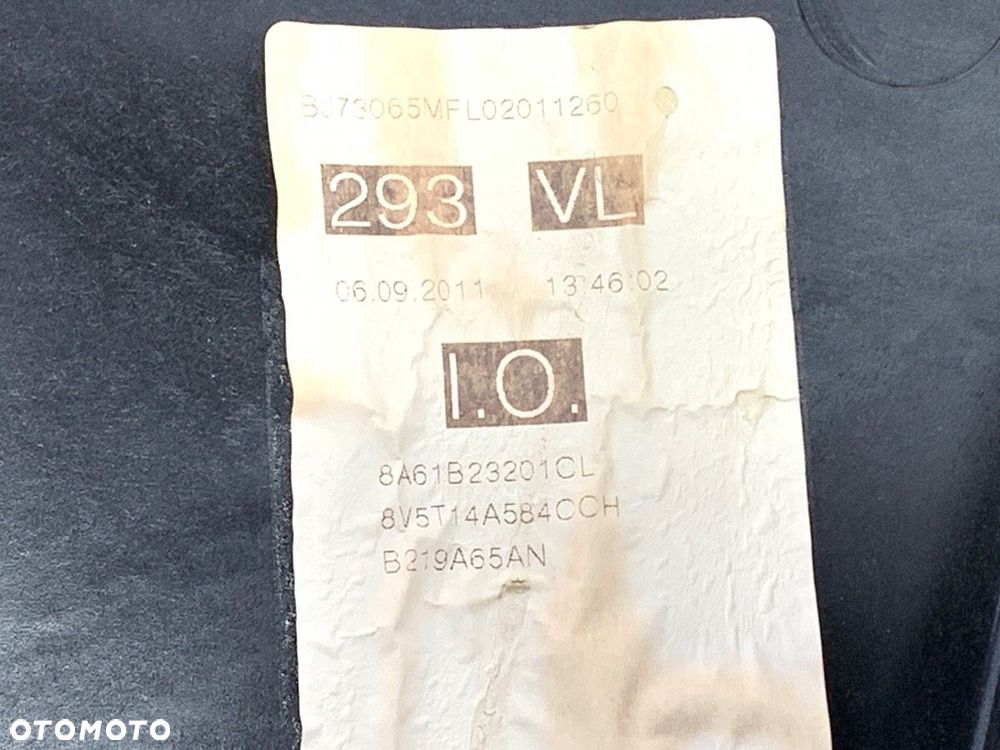 BJ73065MFL02011260
293 VL
06.09.2011 13:46:02
I.O.
8A61B23201CL
8V5T14A584CCH
B219A65AN
OTOMOTO